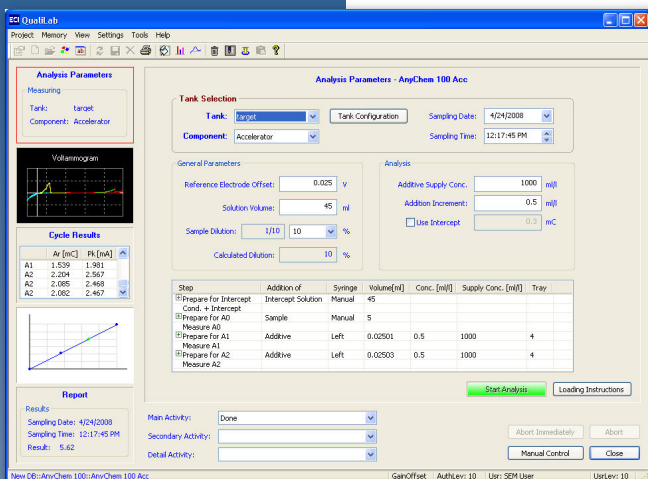 ECI QualiLab
Project Memory View Settings Tools Help
Analysis Parameters
Measuring
Tank: target
Component: Accelerator
Voltammogram
Cycle Results
Ar [mC] Pk [mA]
A1 1.539 1.981
A2 2.204 2.567
A2 2.085 2.468
A2 2.082 2.467
Report
Results
Sampling Date: 4/24/2008
Sampling Time: 12:17:45 PM
Result: 5.62
Analysis Parameters - AnyChem 100 Acc
Tank Selection
Tank: target Tank Configuration Sampling Date: 4/24/2008
Component: Accelerator Sampling Time: 12:17:45 PM
General Parameters
Reference Electrode Offset: 0.025 V
Solution Volume: 45 ml
Sample Dilution: 1/10 10 %
Calculated Dilution: 10 %
Analysis
Additive Supply Conc. 1000 ml/l
Addition Increment: 0.5 ml/l
Use Intercept 0.3 mC
Step Addition of Syringe Volume[ml] Conc. [ml/l] Supply Conc. [ml/l] Tray
Prepare for Intercept Intercept Solution Manual 45
Cond. + Intercept
Prepare for A0 Sample Manual 5
Measure A0
Prepare for A1 Additive Left 0.02501 0.5 1000 4
Measure A1
Prepare for A2 Additive Left 0.02503 0.5 1000 4
Measure A2
Start Analysis Loading Instructions
Main Activity: Done
Secondary Activity:
Detail Activity:
Abort Immediately Abort
Manual Control Close
New DB::AnyChem 100::AnyChem 100 Acc GainOffset AuthLev: 10 Usr: SEM User UsrLev: 10